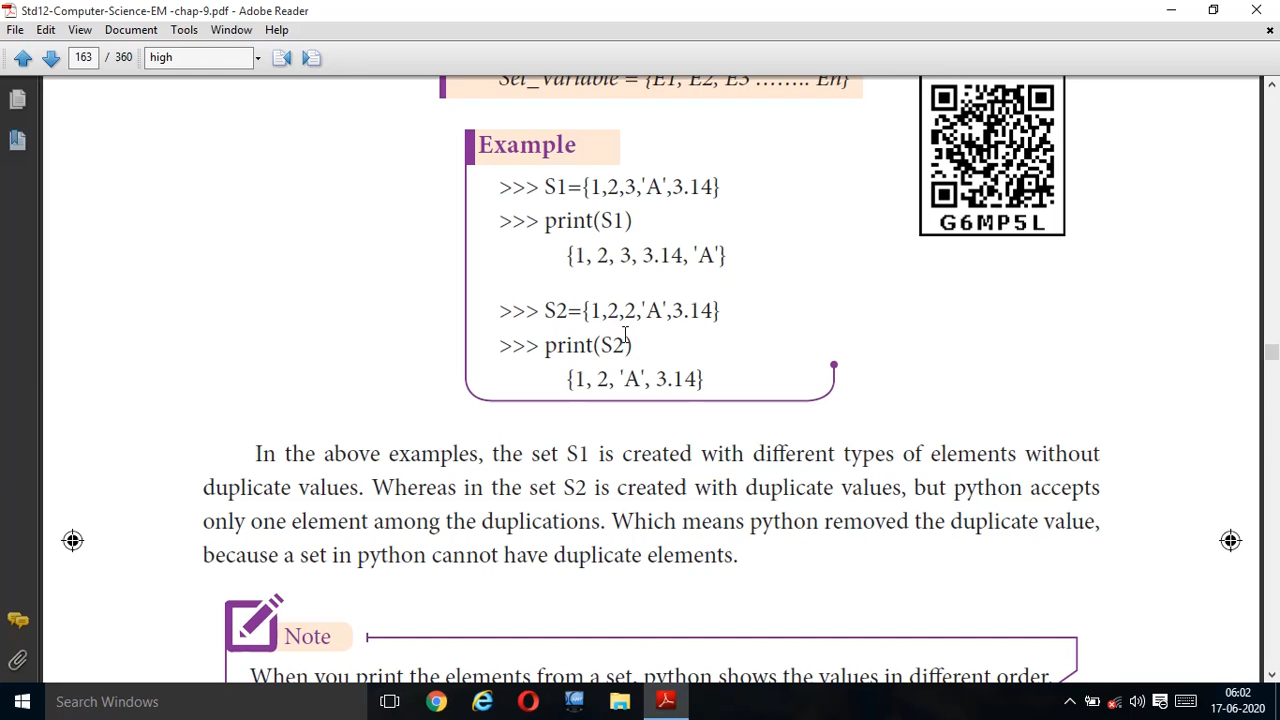 Std12-Computer-Science-EM -chap-9.pdf - Adobe Reader
File Edit View Document Tools Window Help
163 / 360 high
Set_Variable = {E1, E2, E3 …….. En}
Example
>>> S1={1,2,3,'A',3.14}
>>> print(S1)
{1, 2, 3, 3.14, 'A'}
>>> S2={1,2,2,'A',3.14}
>>> print(S2)
{1, 2, 'A', 3.14}
G6MP5L
In the above examples, the set S1 is created with different types of elements without
duplicate values. Whereas in the set S2 is created with duplicate values, but python accepts
only one element among the duplications. Which means python removed the duplicate value,
because a set in python cannot have duplicate elements.
Note
When you print the elements from a set, python shows the values in different order.
Search Windows
06:02
17-06-2020